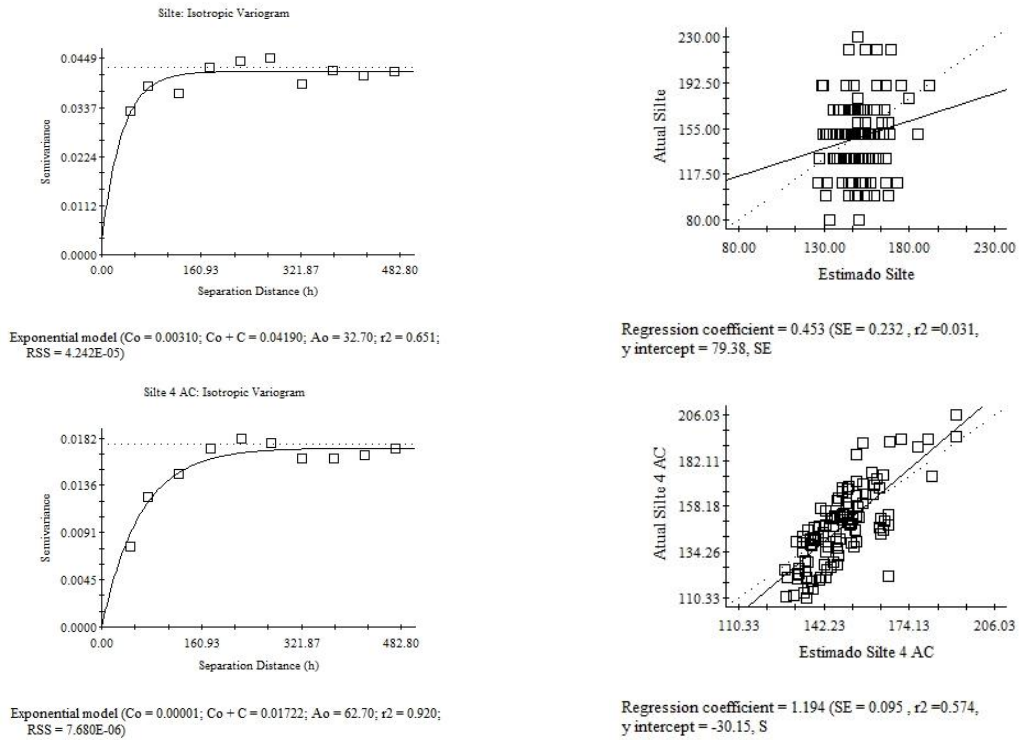 Silte: Isotropic Variogram
0.0449
0.0337
0.0224
0.0112
0.0000
Semivariance
0.00 160.93 321.87 482.80
Separation Distance (h)
Exponential model (Co = 0.00310; Co + C = 0.04190; Ao = 32.70; r2 = 0.651;
RSS = 4.242E-05)
230.00
192.50
155.00
117.50
80.00
Atual Silte
80.00 130.00 180.00 230.00
Estimado Silte
Regression coefficient = 0.453 (SE = 0.232 , r2 =0.031,
y intercept = 79.38, SE
Silte 4 AC: Isotropic Variogram
0.0182
0.0136
0.0091
0.0045
0.0000
Semivariance
0.00 160.93 321.87 482.80
Separation Distance (h)
Exponential model (Co = 0.00001; Co + C = 0.01722; Ao = 62.70; r2 = 0.920;
RSS = 7.680E-06)
206.03
182.11
158.18
134.26
110.33
Atual Silte 4 AC
110.33 142.23 174.13 206.03
Estimado Silte 4 AC
Regression coefficient = 1.194 (SE = 0.095 , r2 =0.574,
y intercept = -30.15, S